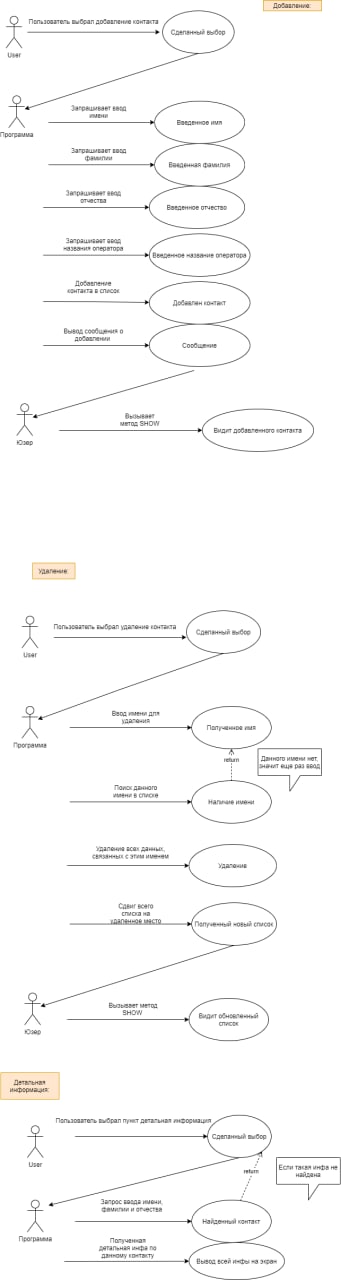 Добавление:
Пользователь выбрал добавление контакта
Сделанный выбор
User
Программа
Запрашивает ввод
имени
Введенное имя
Запрашивает ввод
фамилии
Введенная фамилия
Запрашивает ввод
отчества
Введенное отчество
Запрашивает ввод
названия оператора
Введенное название оператора
Добавление
контакта в список
Добавлен контакт
Вывод сообщения о
добавлении
Сообщение
Юзер
Вызывает
метод SHOW
Видит добавленного контакта
Удаление:
Пользователь выбрал удаление контакта
Сделанный выбор
User
Программа
Ввод имени для
удаления
Полученное имя
return
Данного имени нет,
значит еще раз ввод
Поиск данного
имени в списке
Наличие имени
Удаление всех данных,
связанных с этим именем
Удаление
Сдвиг всего
списка на
удаленное место
Полученный новый список
Юзер
Вызывает метод
SHOW
Видит обновленный
список
Детальная
информация:
Пользователь выбрал пункт детальная информация
Сделанный выбор
User
return
Если такая инфа не
найдена
Программа
Запрос ввода имени,
фамилии и отчества
Найденный контакт
Полученная
детальная инфа по
данному контакту
Вывод всей инфы на экран